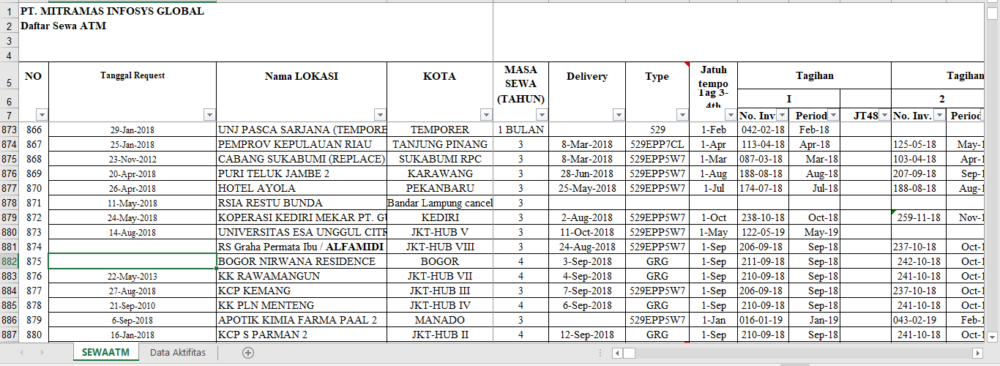 1 PT. MITRAMAS INFOSYS GLOBAL
2 Daftar Sewa ATM
3
4
5 NO Tanggal Request Nama LOKASI KOTA MASA SEWA (TAHUN) Delivery Type Jatuh tempo Tag 3-4th Tagihan Tagihan
6 I 2
7 No. Inv Period JT48 No. Inv. Period
873 866 29-Jan-2018 UNJ PASCA SARJANA (TEMPORE TEMPORER 1 BULAN 529 1-Feb 042-02-18 Feb-18
874 867 25-Jan-2018 PEMPROV KEPULAUAN RIAU TANJUNG PINANG 3 8-Mar-2018 529EPP7CL 1-Apr 113-04-18 Apr-18 125-05-18 May-1
875 868 23-Nov-2012 CABANG SUKABUMI (REPLACE) SUKABUMI RPC 3 8-Mar-2018 529EPP5W7 1-Mar 087-03-18 Mar-18 103-04-18 Apr-1
876 869 20-Apr-2018 PURI TELUK JAMBE 2 KARAWANG 3 28-Jun-2018 529EPP5W7 1-Aug 188-08-18 Aug-18 207-09-18 Sep-1
877 870 26-Apr-2018 HOTEL AYOLA PEKANBARU 3 25-May-2018 529EPP5W7 1-Jul 174-07-18 Jul-18 188-08-18 Aug-1
878 871 11-May-2018 RSIA RESTU BUNDA Bandar Lampung cancel 3
879 872 24-May-2018 KOPERASI KEDIRI MEKAR PT. GU KEDIRI 3 2-Aug-2018 529EPP5W7 1-Oct 238-10-18 Oct-18 259-11-18 Nov-1
880 873 14-Aug-2018 UNIVERSITAS ESA UNGGUL CITR JKT-HUB V 3 11-Oct-2018 529EPP5W7 1-May 122-05-19 May-19
881 874 RS Graha Permata Ibu / ALFAMIDI JKT-HUB VIII 3 24-Aug-2018 529EPP5W7 1-Sep 206-09-18 Sep-18 237-10-18 Oct-1
882 875 BOGOR NIRWANA RESIDENCE BOGOR 4 3-Sep-2018 GRG 1-Sep 211-09-18 Sep-18 242-10-18 Oct-1
883 876 22-May-2013 KK RAWAMANGUN JKT-HUB VII 4 4-Sep-2018 GRG 1-Sep 210-09-18 Sep-18 241-10-18 Oct-1
884 877 27-Aug-2018 KCP KEMANG JKT-HUB III 3 7-Sep-2018 529EPP5W7 1-Sep 206-09-18 Sep-18 237-10-18 Oct-1
885 878 21-Sep-2010 KK PLN MENTENG JKT-HUB IV 4 6-Sep-2018 GRG 1-Sep 210-09-18 Sep-18 241-10-18 Oct-1
886 879 6-Sep-2018 APOTIK KIMIA FARMA PAAL 2 MANADO 3 529EPP5W7 1-Jan 016-01-19 Jan-19 043-02-19 Feb-1
887 880 16-Jan-2018 KCP S PARMAN 2 JKT-HUB II 4 12-Sep-2018 GRG 1-Sep 210-09-18 Sep-18 241-10-18 Oct-1
SEWAATM Data Aktifitas